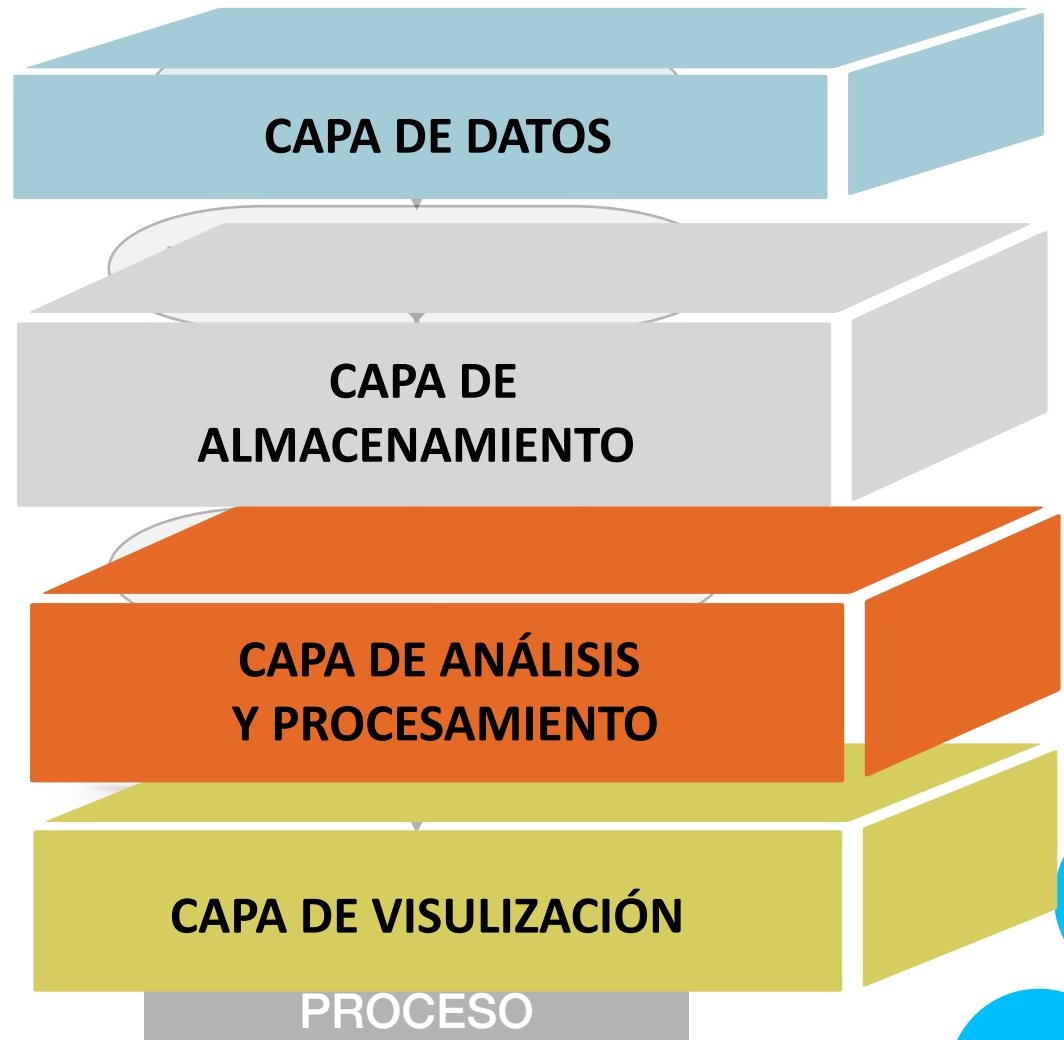 CAPA DE DATOS
CAPA DE
ALMACENAMIENTO
CAPA DE ANÁLISIS
Y PROCESAMIENTO
CAPA DE VISULIZACIÓN
PROCESO